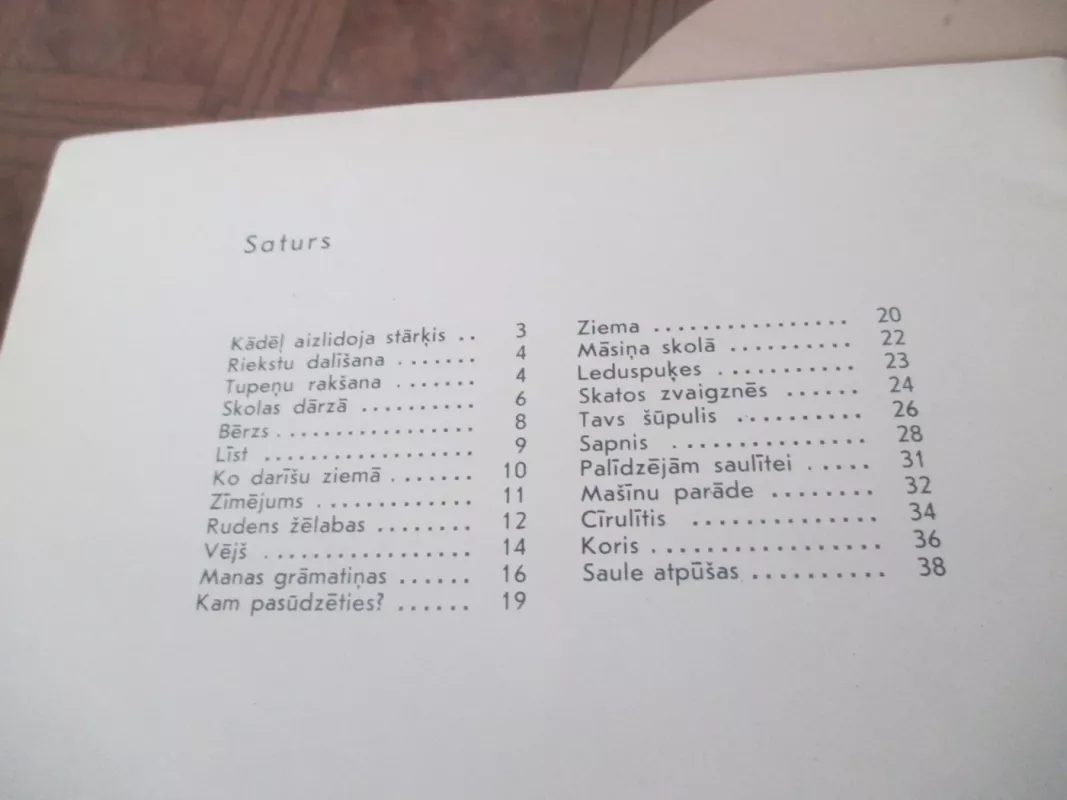 Saturs
Kādēļ aizlidoja stārķis . . 3
Riekstu dalīšana . . . . . . . 4
Tupeņu rakšana . . . . . . . 4
Skolas dārzā . . . . . . . . . . 6
Bērzs . . . . . . . . . . . . . . . . . 8
Līst . . . . . . . . . . . . . . . . . . 9
Ko darīšu ziemā . . . . . . . 10
Zīmējums . . . . . . . . . . . . . 11
Rudens žēlabas . . . . . . . . 12
Vējš . . . . . . . . . . . . . . . . . 14
Manas grāmatiņas . . . . . . 16
Kam pasūdzēties? . . . . . . 19
Ziema . . . . . . . . . . . . . . . . 20
Māsiņa skolā . . . . . . . . . . 22
Leduspuķes . . . . . . . . . . . 23
Skatos zvaigznēs . . . . . . 24
Tavs šūpulis . . . . . . . . . . 26
Sapnis . . . . . . . . . . . . . . . 28
Palīdzējām saulītei . . . . . 31
Mašīnu parāde . . . . . . . . 32
Cīrulītis . . . . . . . . . . . . . . 34
Koris . . . . . . . . . . . . . . . . . 36
Saule atpūšas . . . . . . . . . . 38